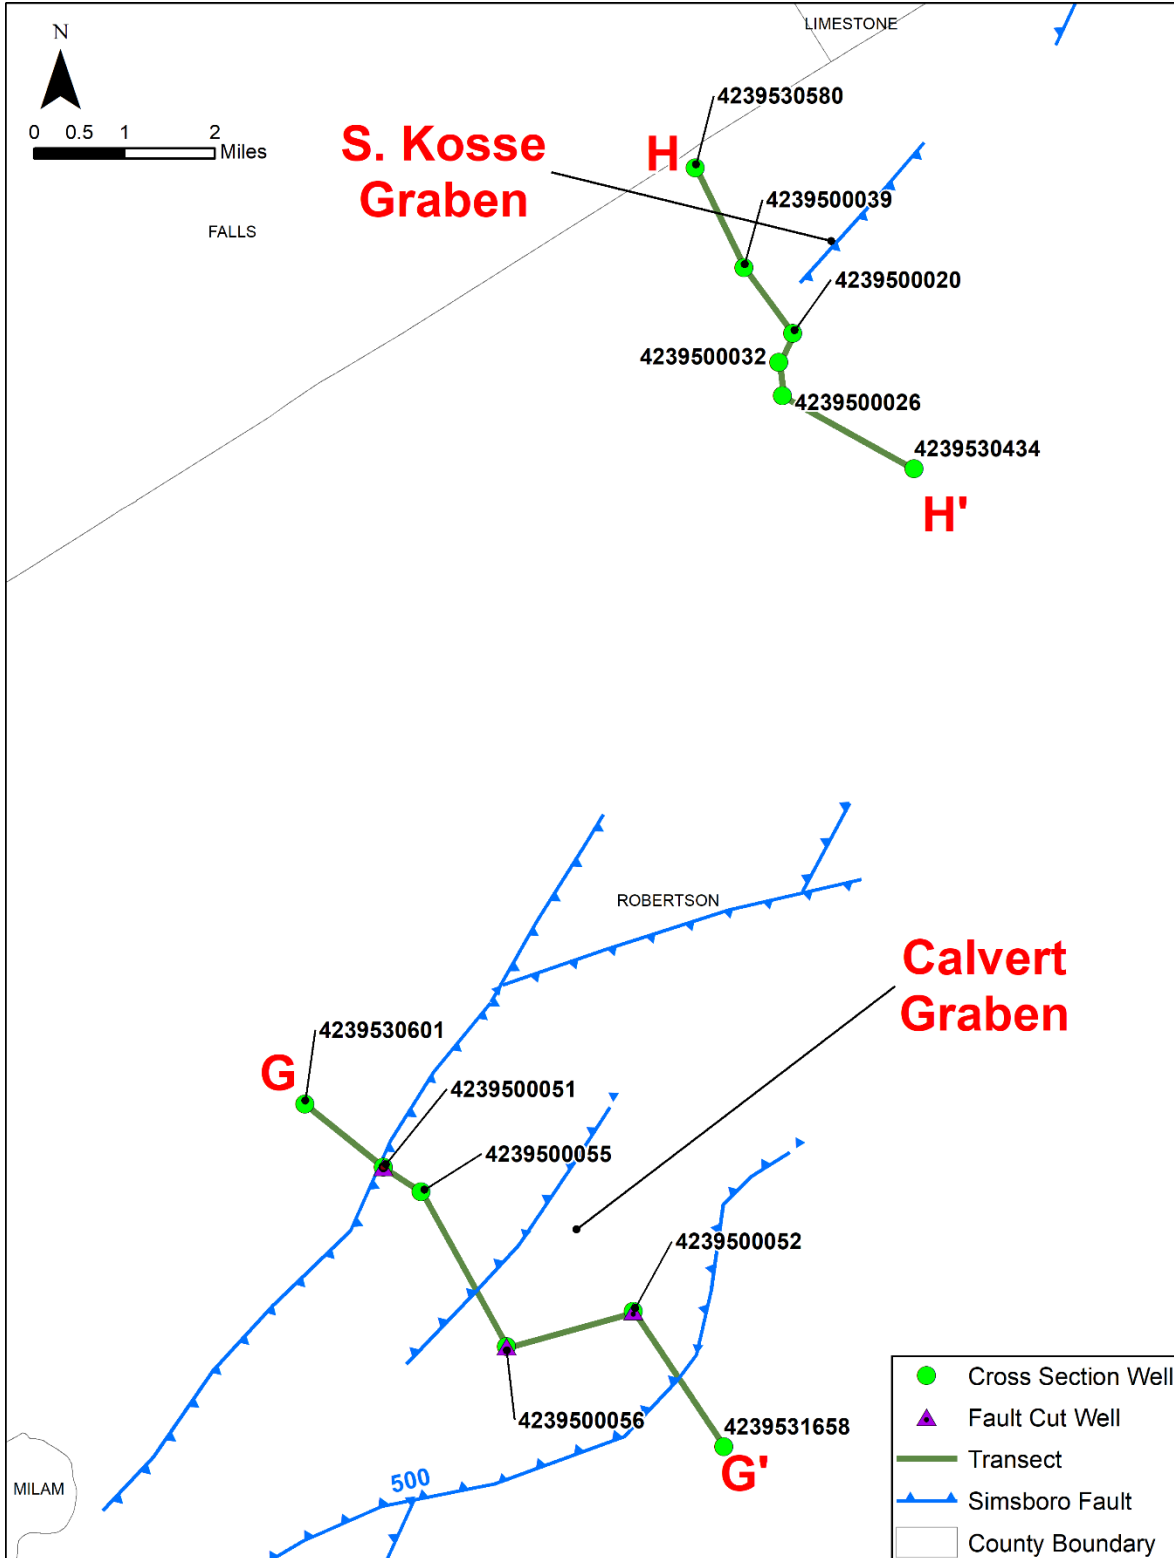 LIMESTONE
N
4239530580
0 0.5 1 2
Miles
S. Kosse
Graben
H
4239500039
FALLS
4239500020
4239500032
4239500026
4239530434
H'
ROBERTSON
Calvert
Graben
4239530601
G
4239500051
4239500055
4239500052
4239500056
4239531658
G'
500
MILAM
Cross Section Well
Fault Cut Well
Transect
Simsboro Fault
County Boundary